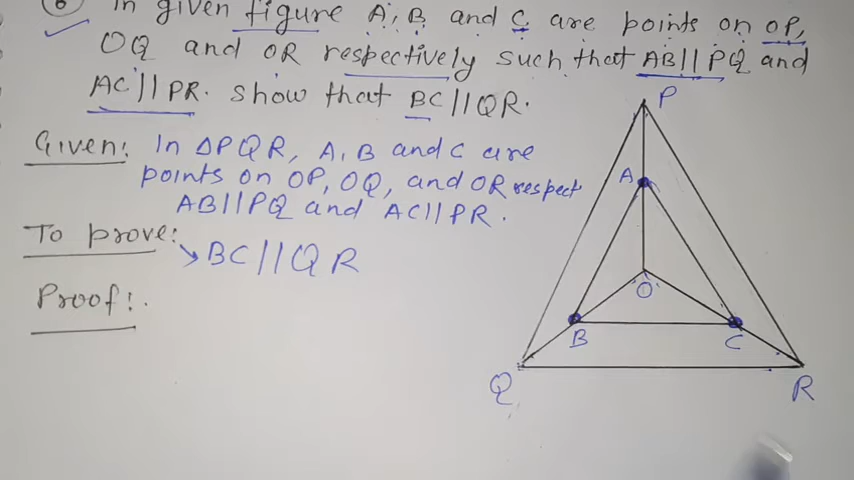 6 In given figure A, B and C are points on OP,
OQ and OR respectively such that AB||PQ and
AC||PR. show that BC||QR.
Given: In ΔPQR, A, B and C are
points on OP, OQ, and OR respect
AB||PQ and AC||PR.
To prove:
BC||QR
Proof:.
P
A
O
B
C
Q
R